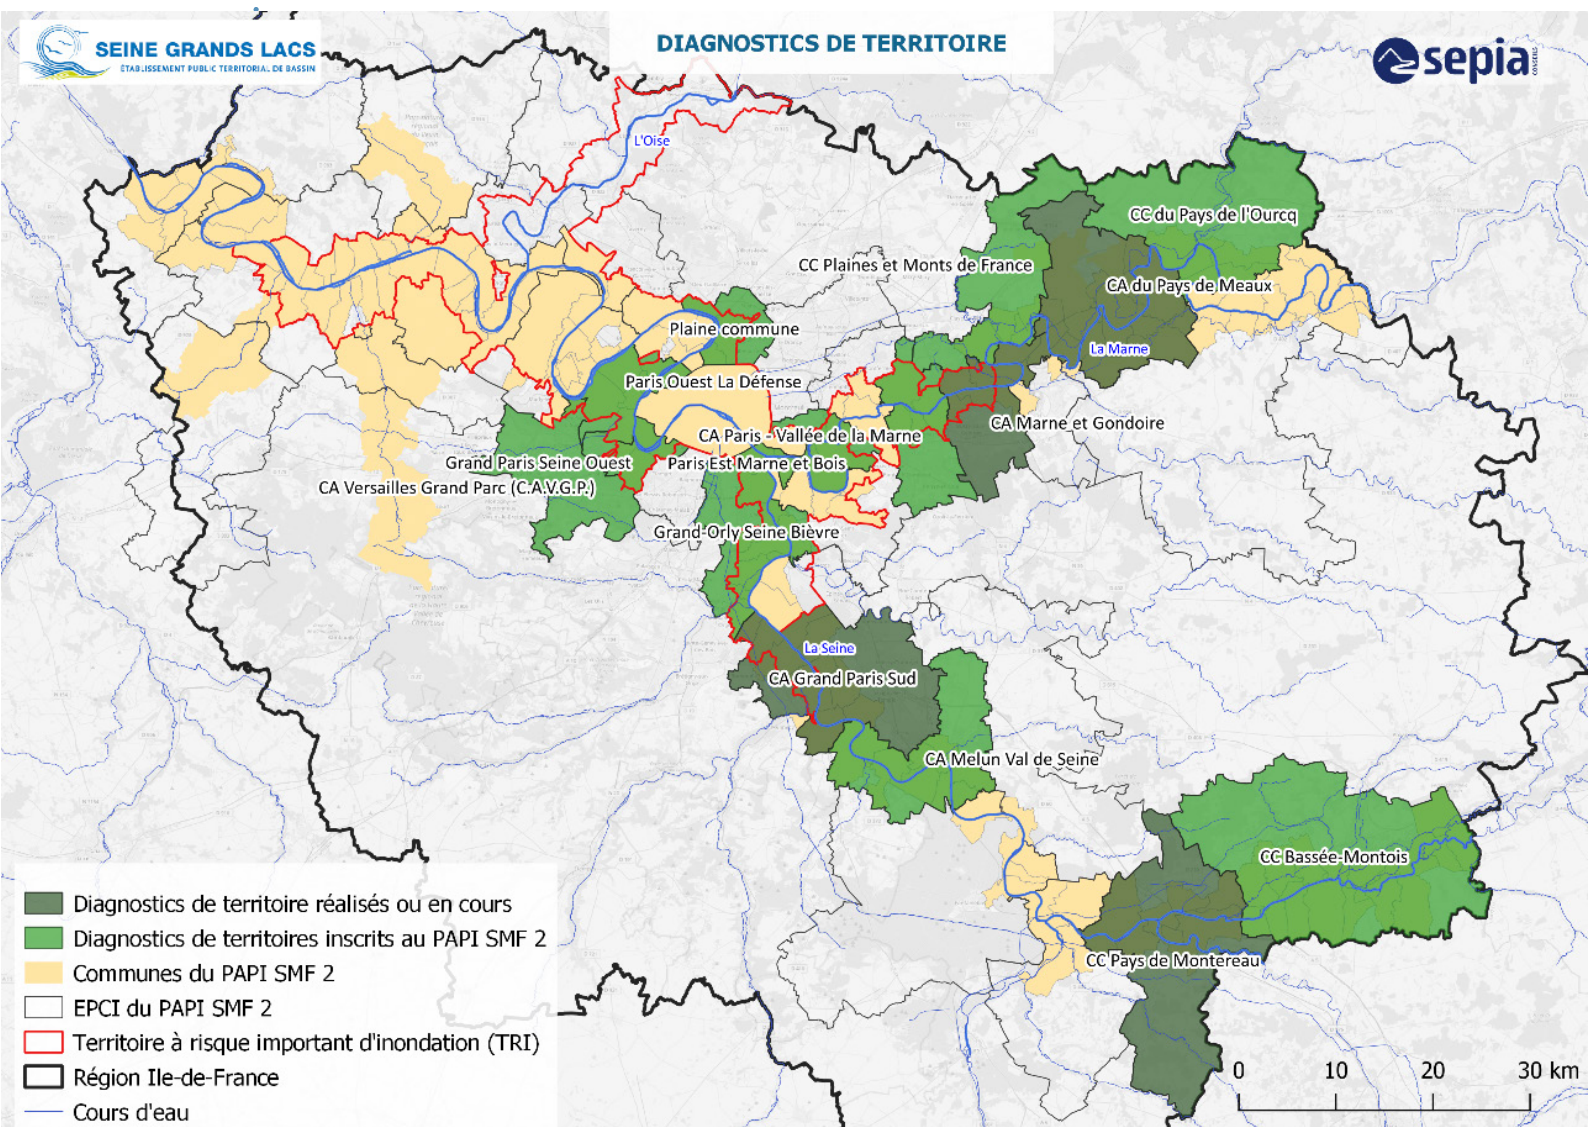 SEINE GRANDS LACS
ÉTABLISSEMENT PUBLIC TERRITORIAL DE BASSIN
DIAGNOSTICS DE TERRITOIRE
sepia
CONSEILS
L'Oise
CC du Pays de l'Ourcq
CC Plaines et Monts de France
CA du Pays de Meaux
Plaine commune
La Marne
Paris Ouest La Défense
CA Marne et Gondoire
CA Paris - Vallée de la Marne
Grand Paris Seine Ouest
Paris Est Marne et Bois
CA Versailles Grand Parc (C.A.V.G.P.)
Grand-Orly Seine Bièvre
La Seine
CA Grand Paris Sud
CA Melun Val de Seine
CC Bassée-Montois
CC Pays de Montereau
Diagnostics de territoire réalisés ou en cours
Diagnostics de territoires inscrits au PAPI SMF 2
Communes du PAPI SMF 2
EPCI du PAPI SMF 2
Territoire à risque important d'inondation (TRI)
Région Ile-de-France
Cours d'eau
0 10 20 30 km